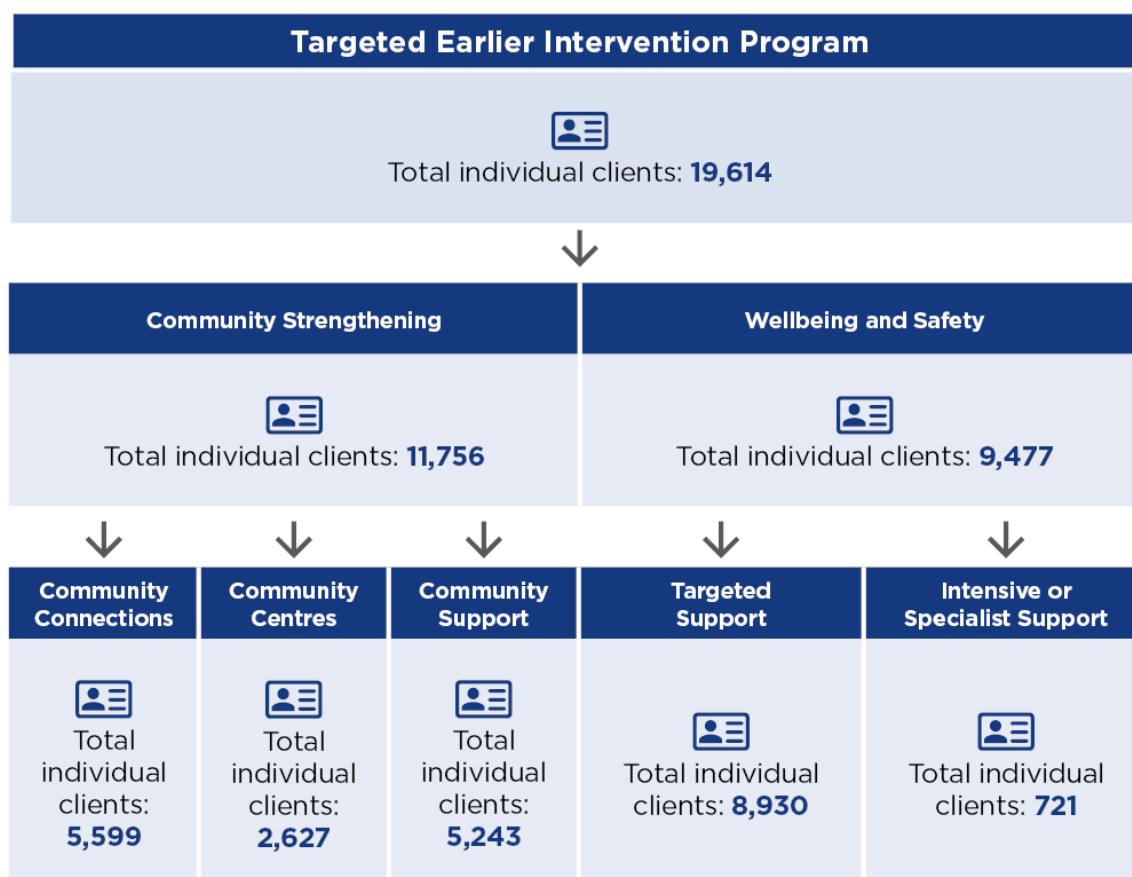 Targeted Earlier Intervention Program
Total individual clients: 19,614
Community Strengthening
Wellbeing and Safety
Total individual clients: 11,756
Total individual clients: 9,477
Community
Connections
Community
Centres
Community
Support
Targeted
Support
Intensive or
Specialist Support
Total
individual
clients:
5,599
Total
individual
clients:
2,627
Total
individual
clients:
5,243
Total individual
clients: 8,930
Total individual
clients: 721